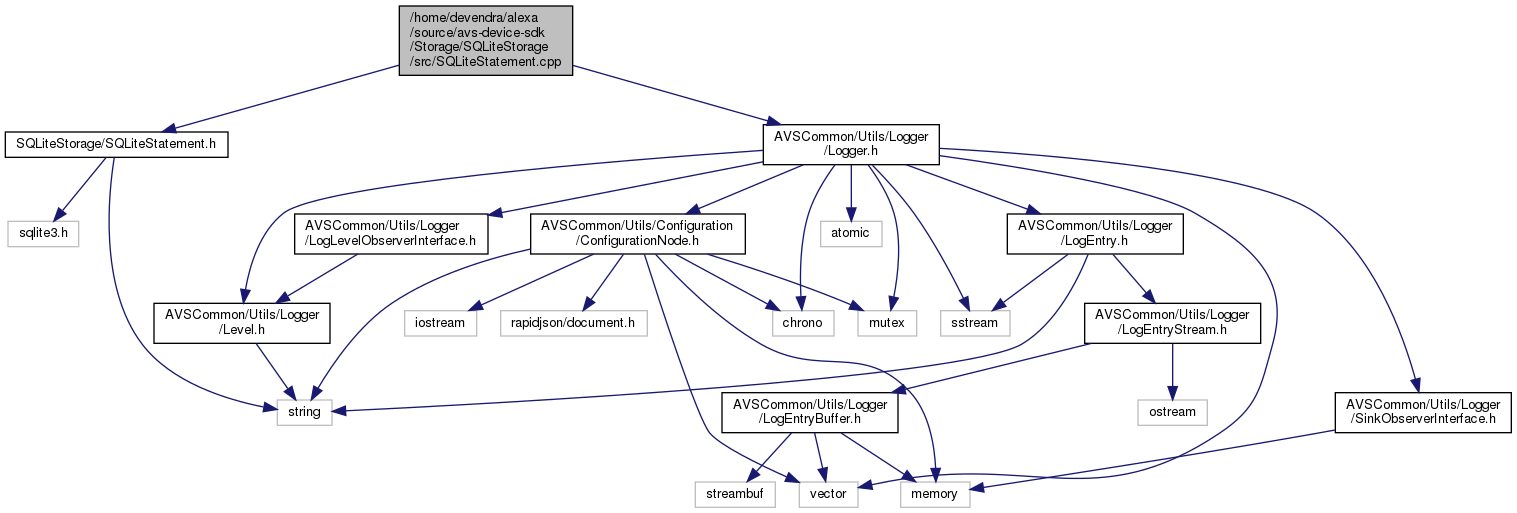 /home/devendra/alexa
/source/avs-device-sdk
/Storage/SQLiteStorage
/src/SQLiteStatement.cpp
SQLiteStorage/SQLiteStatement.h
AVSCommon/Utils/Logger
/Logger.h
sqlite3.h
AVSCommon/Utils/Logger
/LogLevelObserverInterface.h
AVSCommon/Utils/Configuration
/ConfigurationNode.h
atomic
AVSCommon/Utils/Logger
/LogEntry.h
AVSCommon/Utils/Logger
/Level.h
iostream
rapidjson/document.h
chrono
mutex
sstream
AVSCommon/Utils/Logger
/LogEntryStream.h
string
AVSCommon/Utils/Logger
/LogEntryBuffer.h
ostream
AVSCommon/Utils/Logger
/SinkObserverInterface.h
streambuf
vector
memory